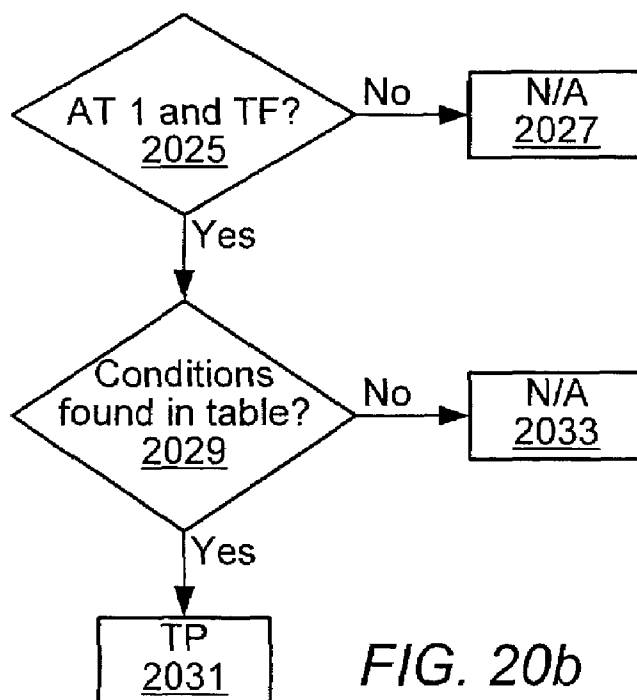 AT 1 and TF?
2025
No
N/A
2027
Yes
Conditions
found in table?
2029
No
N/A
2033
Yes
TP
2031
FIG. 20b